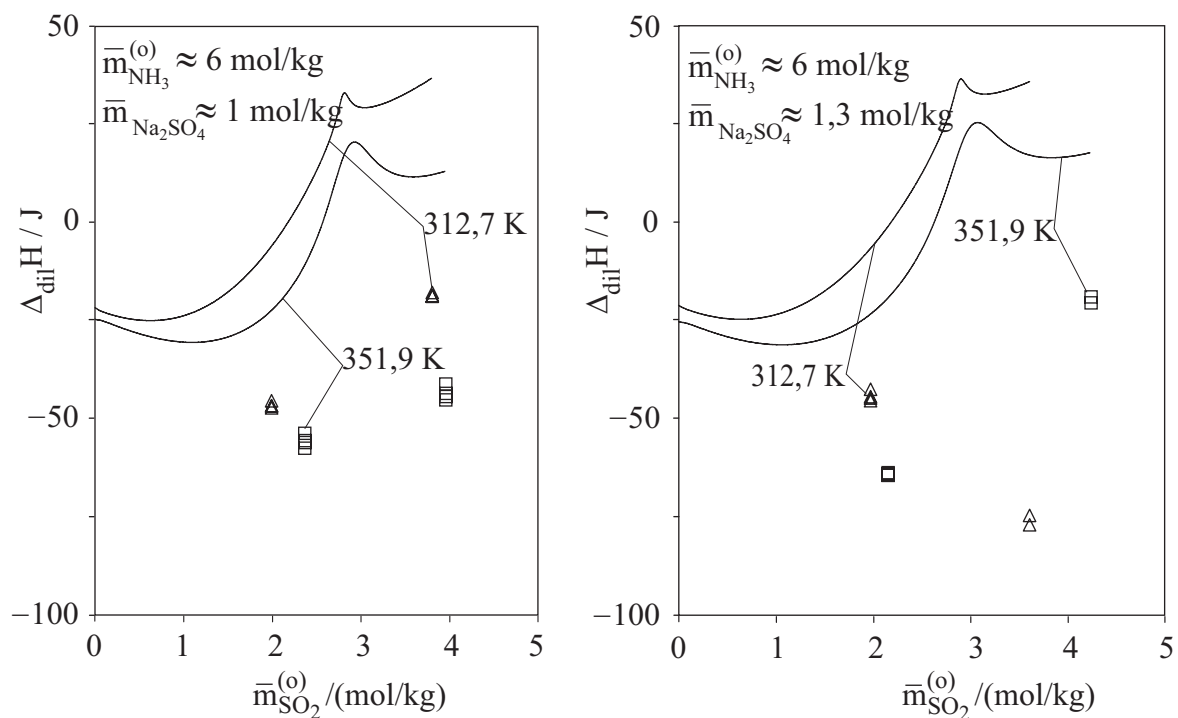 50
m̅ NH₃ (o) ≈ 6 mol/kg
m̅ Na₂SO₄ ≈ 1 mol/kg
312,7 K
351,9 K
0
−50
−100
Δ dil H / J
0 1 2 3 4 5
m̅ SO₂ (o) /(mol/kg)
50
m̅ NH₃ (o) ≈ 6 mol/kg
m̅ Na₂SO₄ ≈ 1,3 mol/kg
351,9 K
312,7 K
0
−50
−100
Δ dil H / J
0 1 2 3 4 5
m̅ SO₂ (o) /(mol/kg)